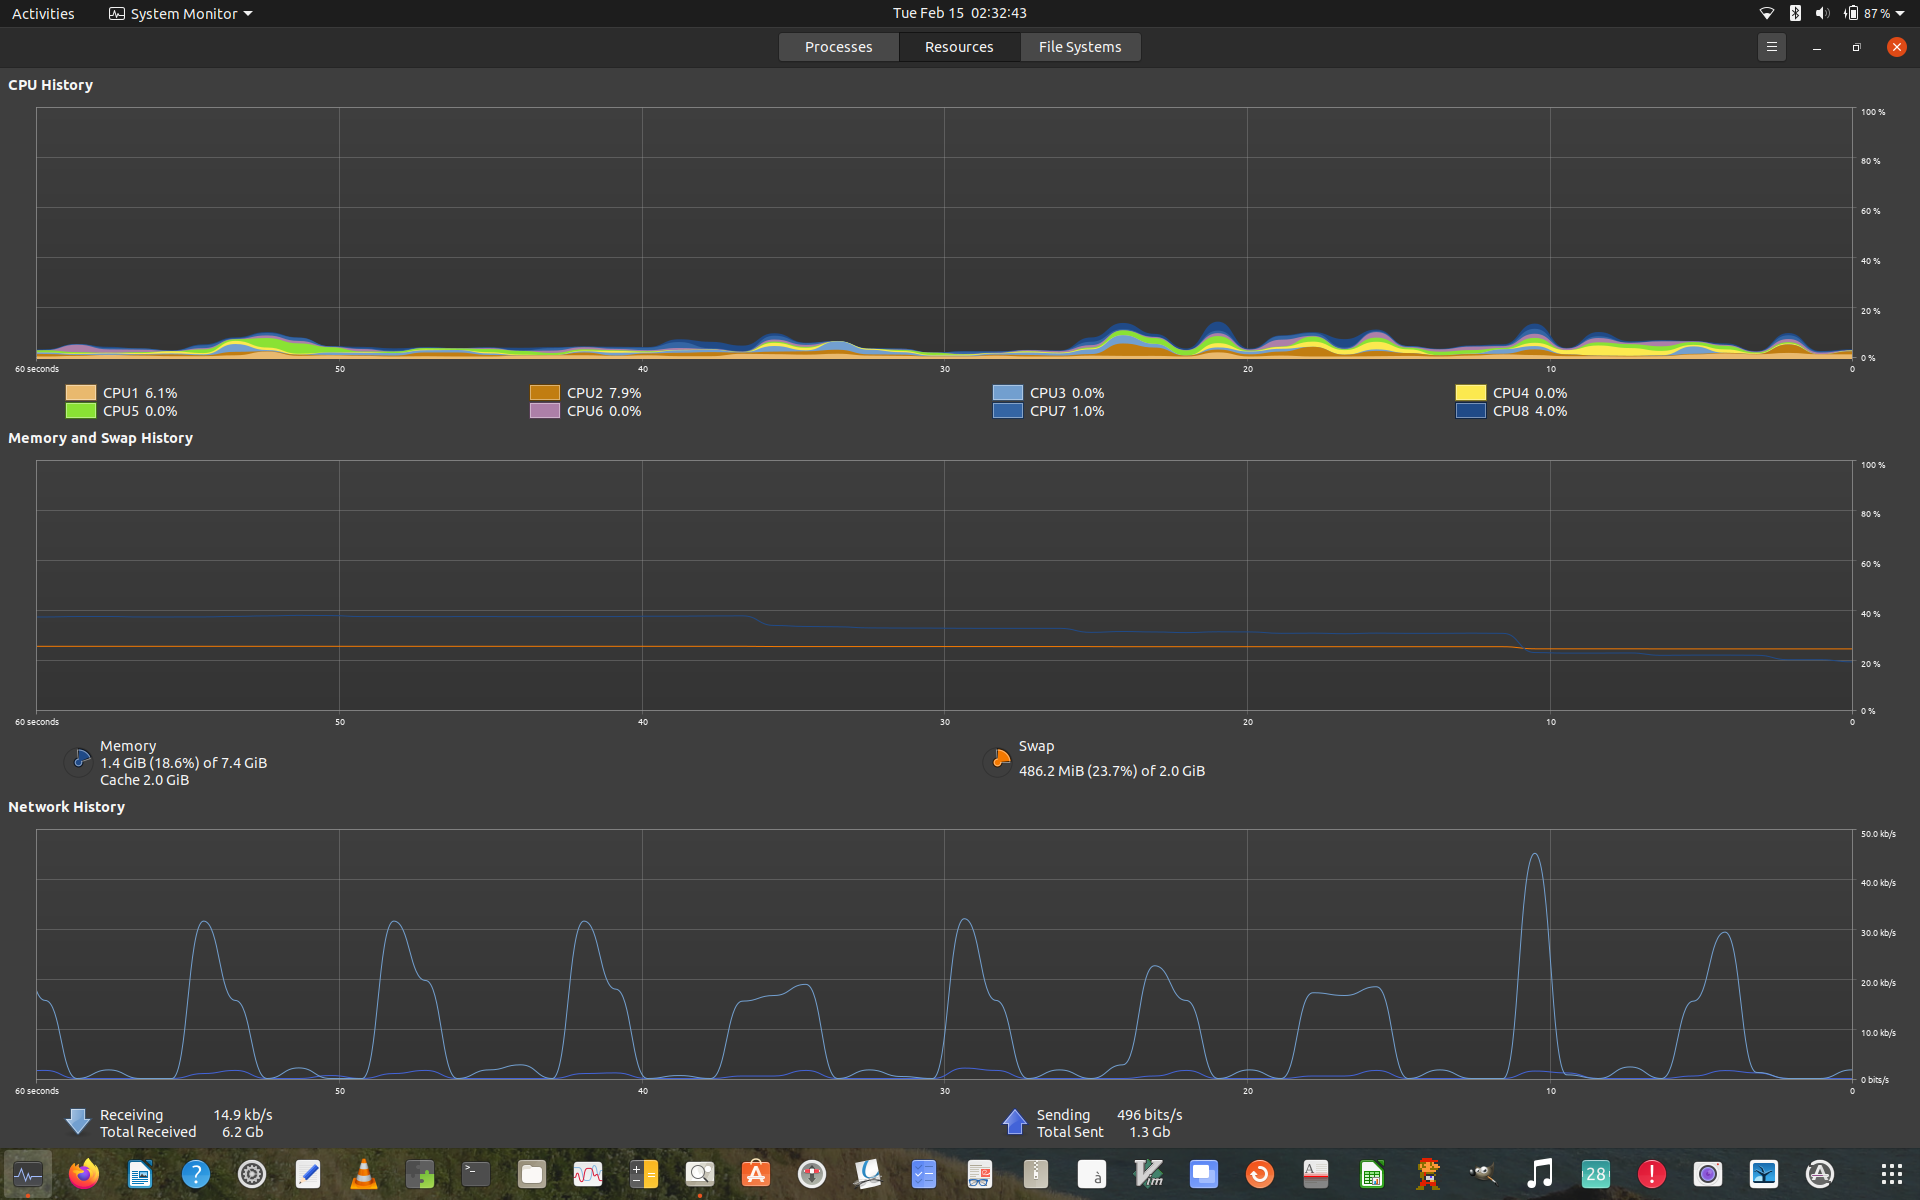 Activities System Monitor Tue Feb 15 02:32:43 87 %
Processes Resources File Systems
CPU History
100 %
80 %
60 %
40 %
20 %
0 %
60 seconds 50 40 30 20 10 0
CPU1 6.1% CPU2 7.9% CPU3 0.0% CPU4 0.0%
CPU5 0.0% CPU6 0.0% CPU7 1.0% CPU8 4.0%
Memory and Swap History
100 %
80 %
60 %
40 %
20 %
0 %
60 seconds 50 40 30 20 10 0
Memory
1.4 GiB (18.6%) of 7.4 GiB
Cache 2.0 GiB
Swap
486.2 MiB (23.7%) of 2.0 GiB
Network History
50.0 kb/s
40.0 kb/s
30.0 kb/s
20.0 kb/s
10.0 kb/s
0 bits/s
60 seconds 50 40 30 20 10 0
Receiving 14.9 kb/s
Total Received 6.2 Gb
Sending 496 bits/s
Total Sent 1.3 Gb
? >_ à Vim A 28 !